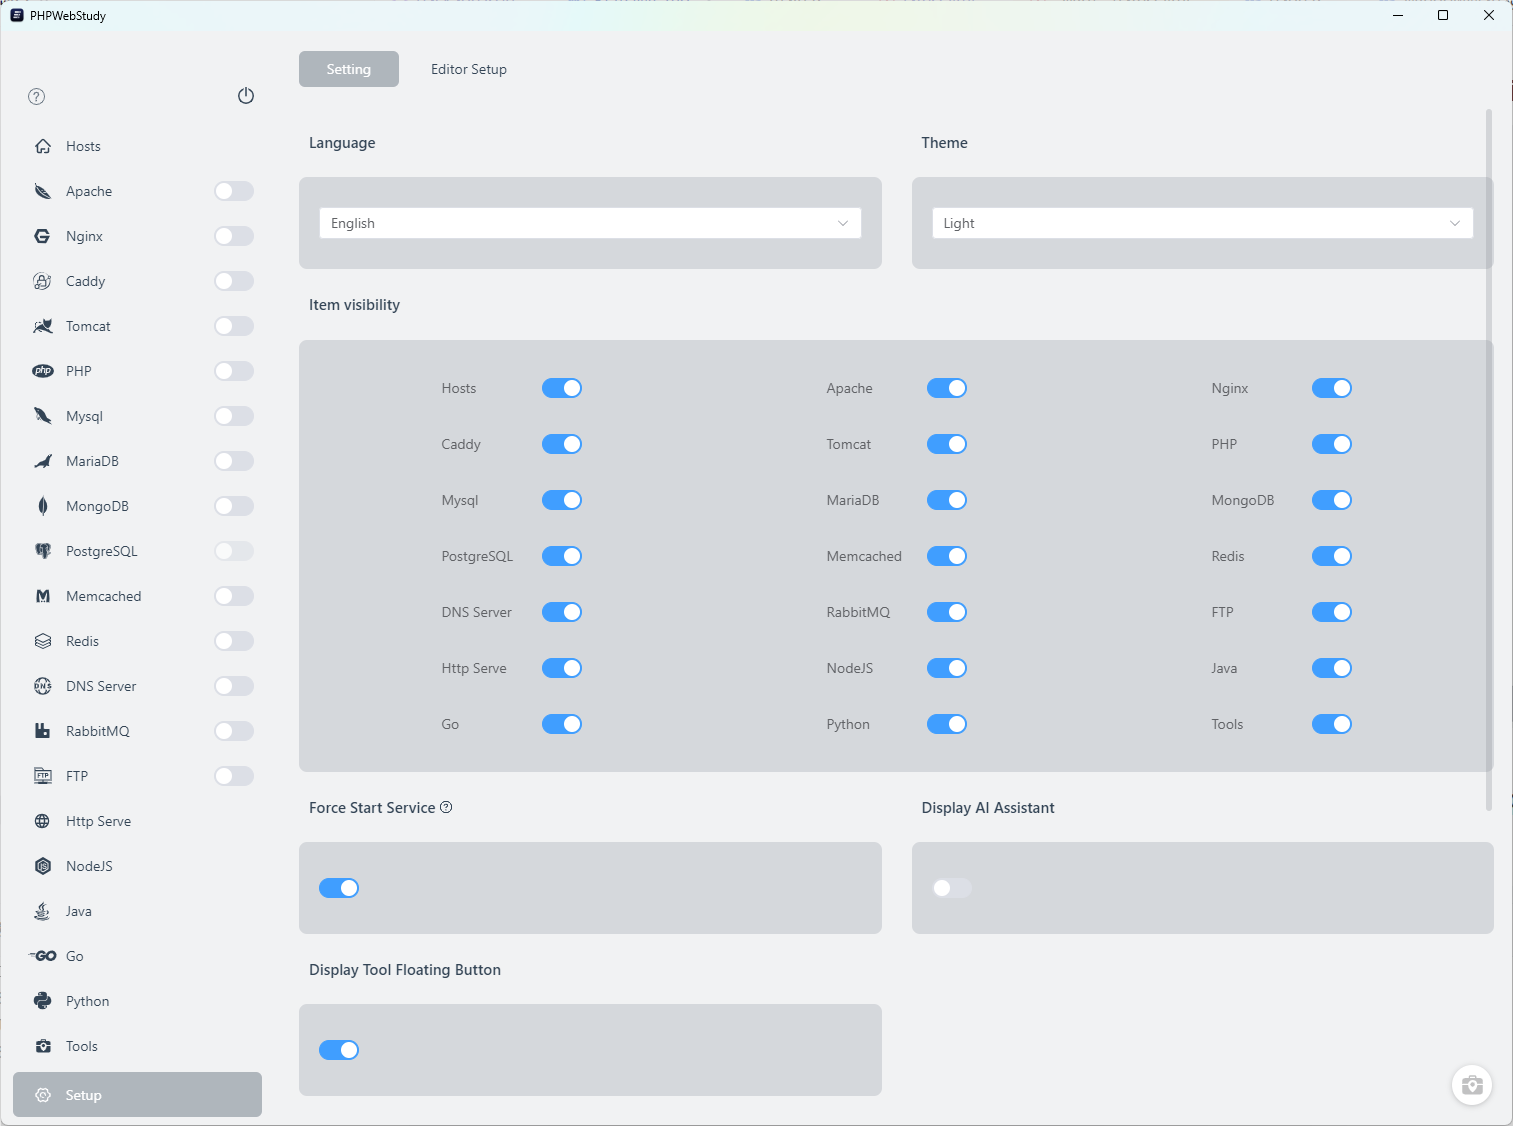 PHPWebStudy
Setting
Editor Setup
Hosts
Apache
Nginx
Caddy
Tomcat
php
PHP
Mysql
MariaDB
MongoDB
PostgreSQL
Memcached
Redis
DNS
DNS Server
RabbitMQ
FTP
FTP
Http Serve
NodeJS
Java
GO
Go
Python
Tools
Setup
Language
Theme
English
Light
Item visibility
Hosts
Apache
Nginx
Caddy
Tomcat
PHP
Mysql
MariaDB
MongoDB
PostgreSQL
Memcached
Redis
DNS Server
RabbitMQ
FTP
Http Serve
NodeJS
Java
Go
Python
Tools
Force Start Service
Display AI Assistant
Display Tool Floating Button